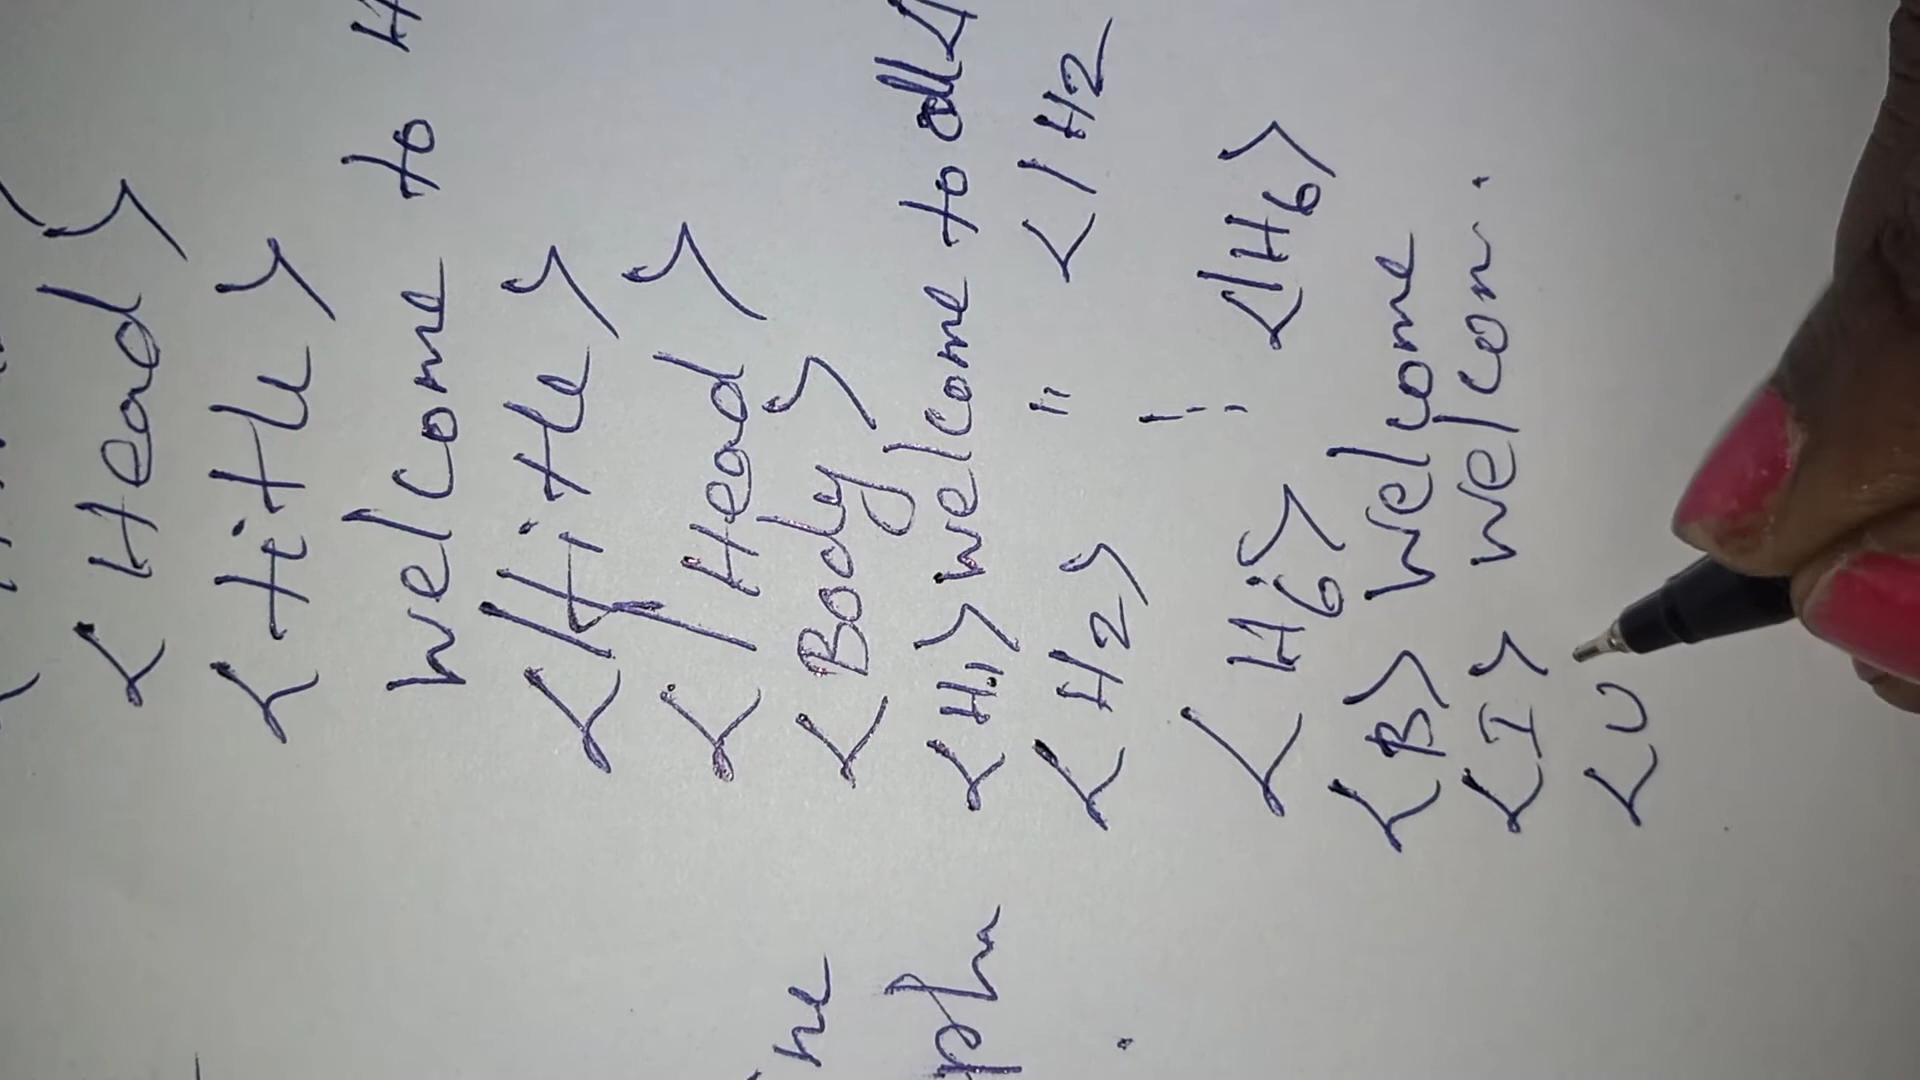 <Head>
<title>
welcome to H
</title>
</Head>
<Body>
<H1> welcome to all <
<H2> " </H2
<H6> </H6>
<B> welcome
<I> welcom.
<U